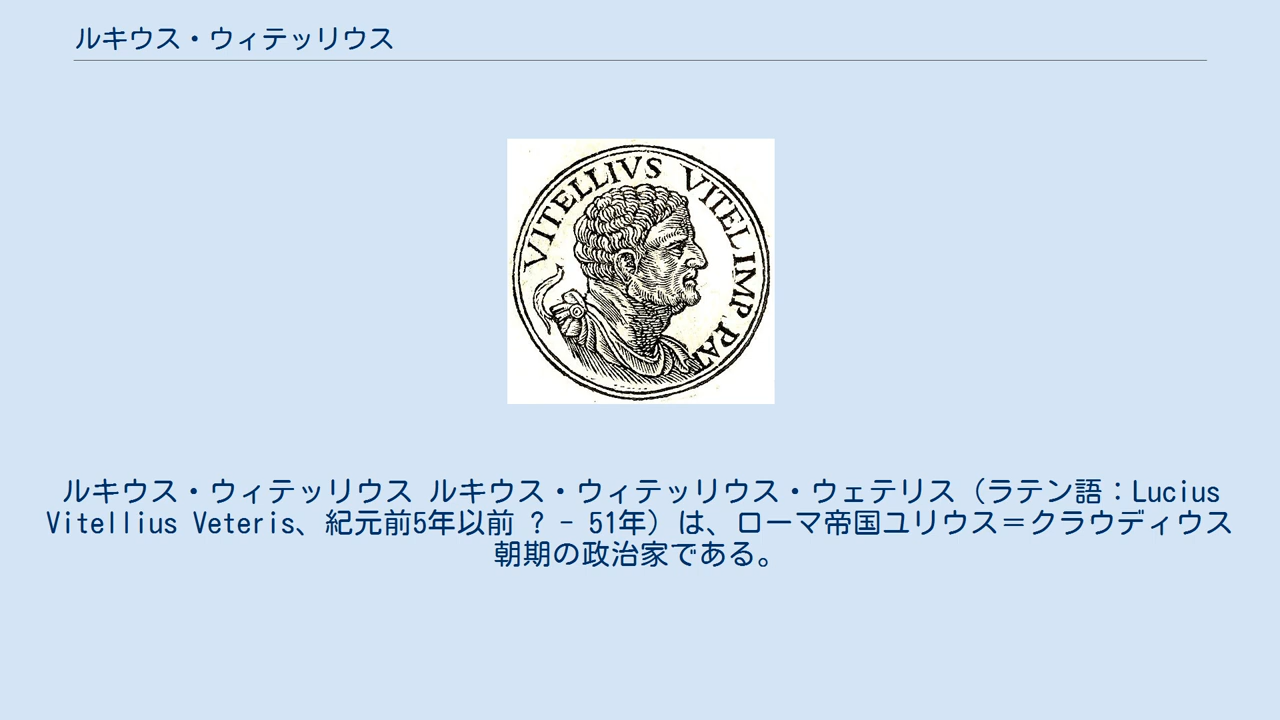 ルキウス・ウィテッリウス
VITELLIVS VITEL IMP PAT
ルキウス・ウィテッリウス ルキウス・ウィテッリウス・ウェテリス（ラテン語：Lucius
Vitellius Veteris、紀元前5年以前 ? - 51年）は、ローマ帝国ユリウス＝クラウディウス
朝期の政治家である。